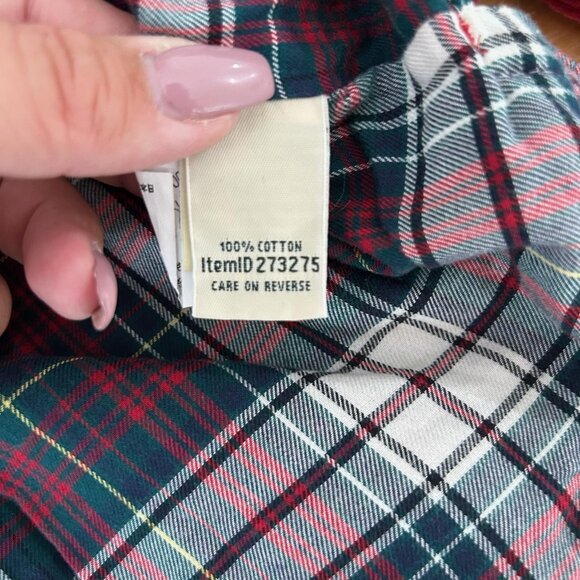 100% COTTON
ItemID 273275
CARE ON REVERSE